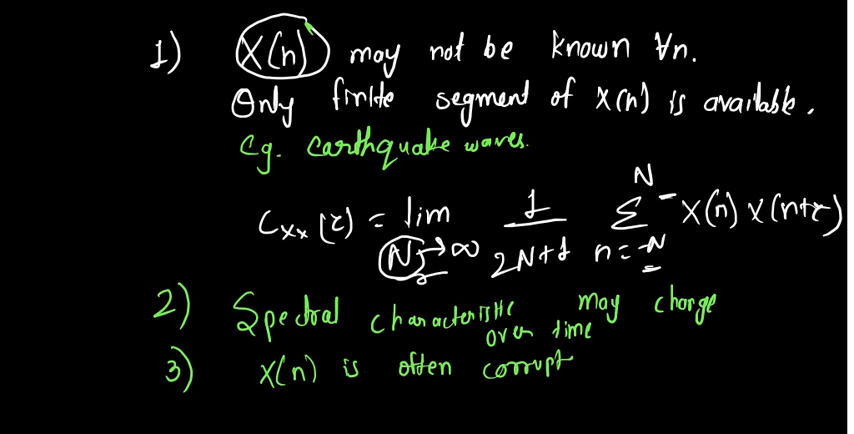 1) X(n) may not be known ∀n.
Only finite segment of X(n) is available.
eg. earthquake waves.
Cxx(τ) = lim N→∞ 1/(2N+1) Σ n=-N N X(n) X(n+τ)
2) Spectral characteristic may change over time
3) X(n) is often corrupt